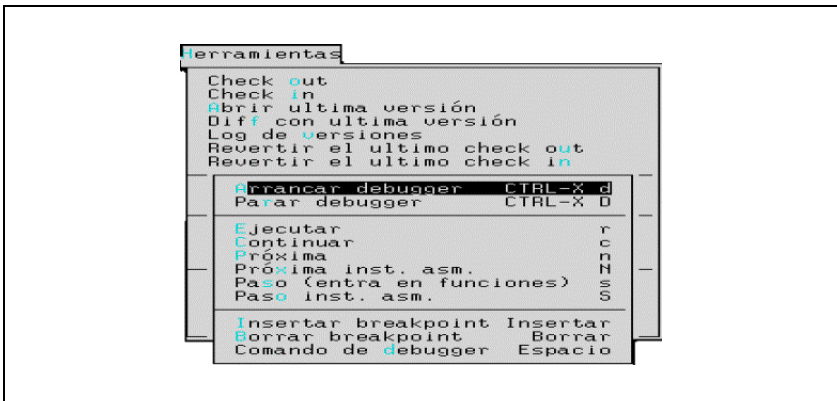 Herramientas
Check out
Check in
Abrir ultima versión
Diff con ultima versión
Log de versiones
Revertir el ultimo check out
Revertir el ultimo check in
Arrancar debugger CTRL-X d
Parar debugger CTRL-X D
Ejecutar r
Continuar c
Próxima n
Próxima inst. asm. N
Paso (entra en funciones) s
Paso inst. asm. S
Insertar breakpoint Insertar
Borrar breakpoint Borrar
Comando de debugger Espacio